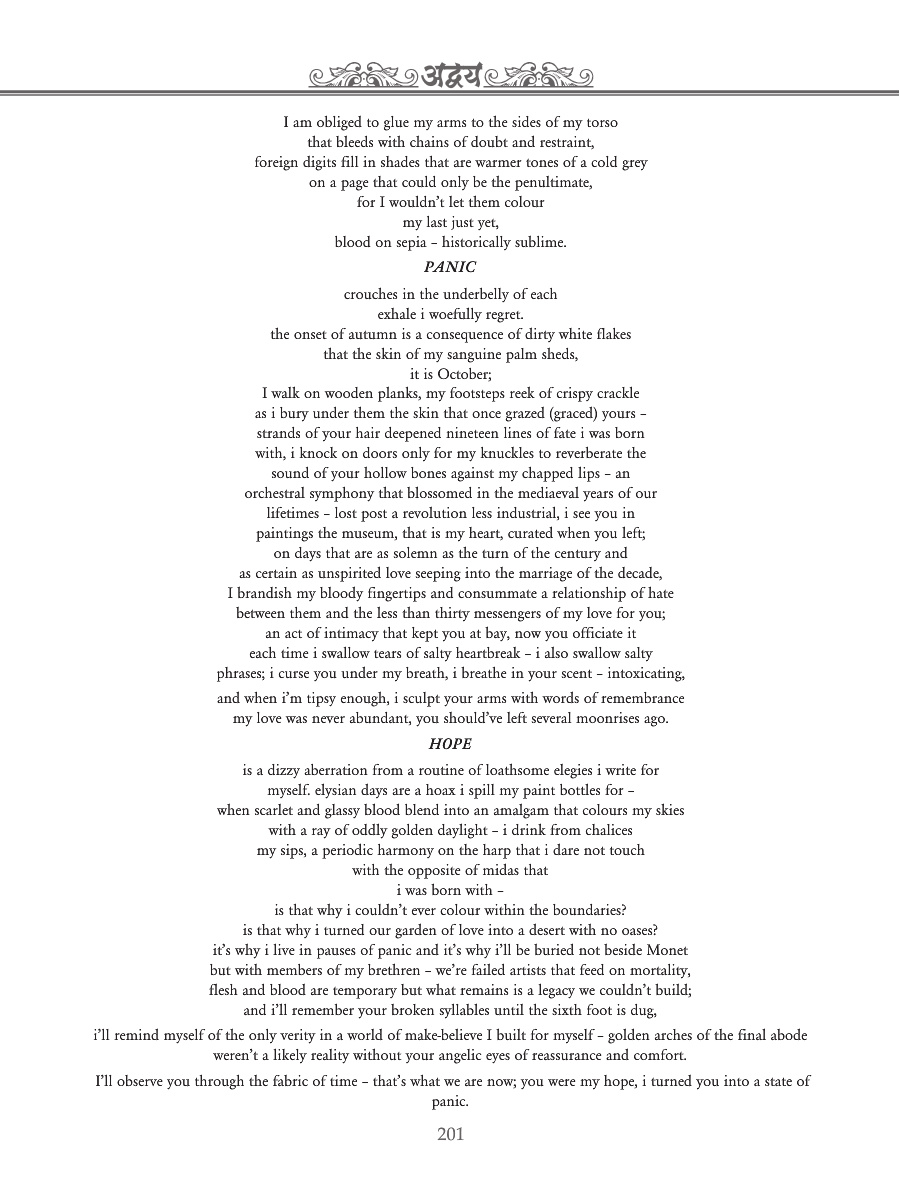 अद्वय
I am obliged to glue my arms to the sides of my torso
that bleeds with chains of doubt and restraint,
foreign digits fill in shades that are warmer tones of a cold grey
on a page that could only be the penultimate,
for I wouldn’t let them colour
my last just yet,
blood on sepia – historically sublime.
PANIC
crouches in the underbelly of each
exhale i woefully regret.
the onset of autumn is a consequence of dirty white flakes
that the skin of my sanguine palm sheds,
it is October;
I walk on wooden planks, my footsteps reek of crispy crackle
as i bury under them the skin that once grazed (graced) yours –
strands of your hair deepened nineteen lines of fate i was born
with, i knock on doors only for my knuckles to reverberate the
sound of your hollow bones against my chapped lips – an
orchestral symphony that blossomed in the mediaeval years of our
lifetimes – lost post a revolution less industrial, i see you in
paintings the museum, that is my heart, curated when you left;
on days that are as solemn as the turn of the century and
as certain as unspirited love seeping into the marriage of the decade,
I brandish my bloody fingertips and consummate a relationship of hate
between them and the less than thirty messengers of my love for you;
an act of intimacy that kept you at bay, now you officiate it
each time i swallow tears of salty heartbreak – i also swallow salty
phrases; i curse you under my breath, i breathe in your scent – intoxicating,
and when i’m tipsy enough, i sculpt your arms with words of remembrance
my love was never abundant, you should’ve left several moonrises ago.
HOPE
is a dizzy aberration from a routine of loathsome elegies i write for
myself. elysian days are a hoax i spill my paint bottles for –
when scarlet and glassy blood blend into an amalgam that colours my skies
with a ray of oddly golden daylight – i drink from chalices
my sips, a periodic harmony on the harp that i dare not touch
with the opposite of midas that
i was born with –
is that why i couldn’t ever colour within the boundaries?
is that why i turned our garden of love into a desert with no oases?
it’s why i live in pauses of panic and it’s why i’ll be buried not beside Monet
but with members of my brethren – we’re failed artists that feed on mortality,
flesh and blood are temporary but what remains is a legacy we couldn’t build;
and i’ll remember your broken syllables until the sixth foot is dug,
i’ll remind myself of the only verity in a world of make-believe I built for myself – golden arches of the final abode
weren’t a likely reality without your angelic eyes of reassurance and comfort.
I’ll observe you through the fabric of time – that’s what we are now; you were my hope, i turned you into a state of
panic.
201